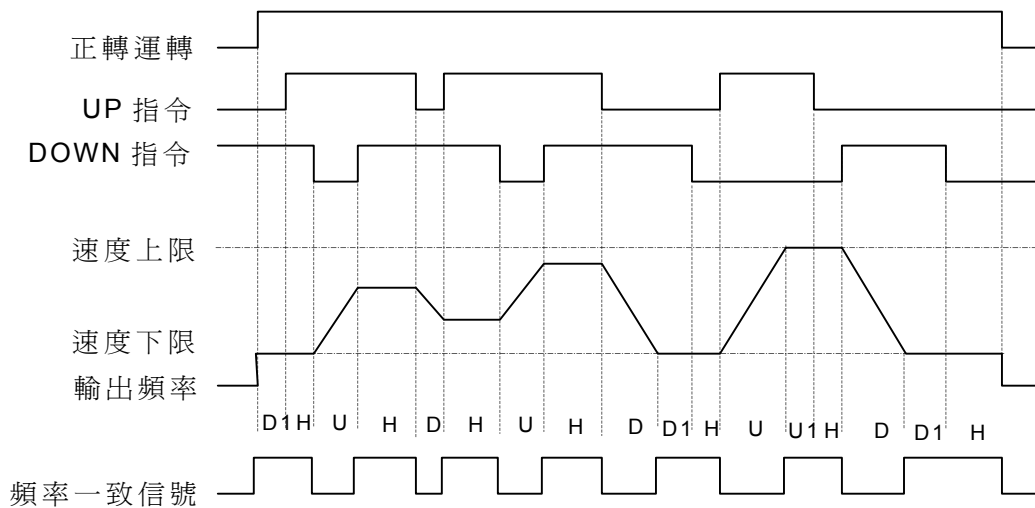 正轉運轉
UP 指令
DOWN 指令
速度上限
速度下限
輸出頻率
D1 H U H D H U H D D1 H U U1 H D D1 H
頻率一致信號